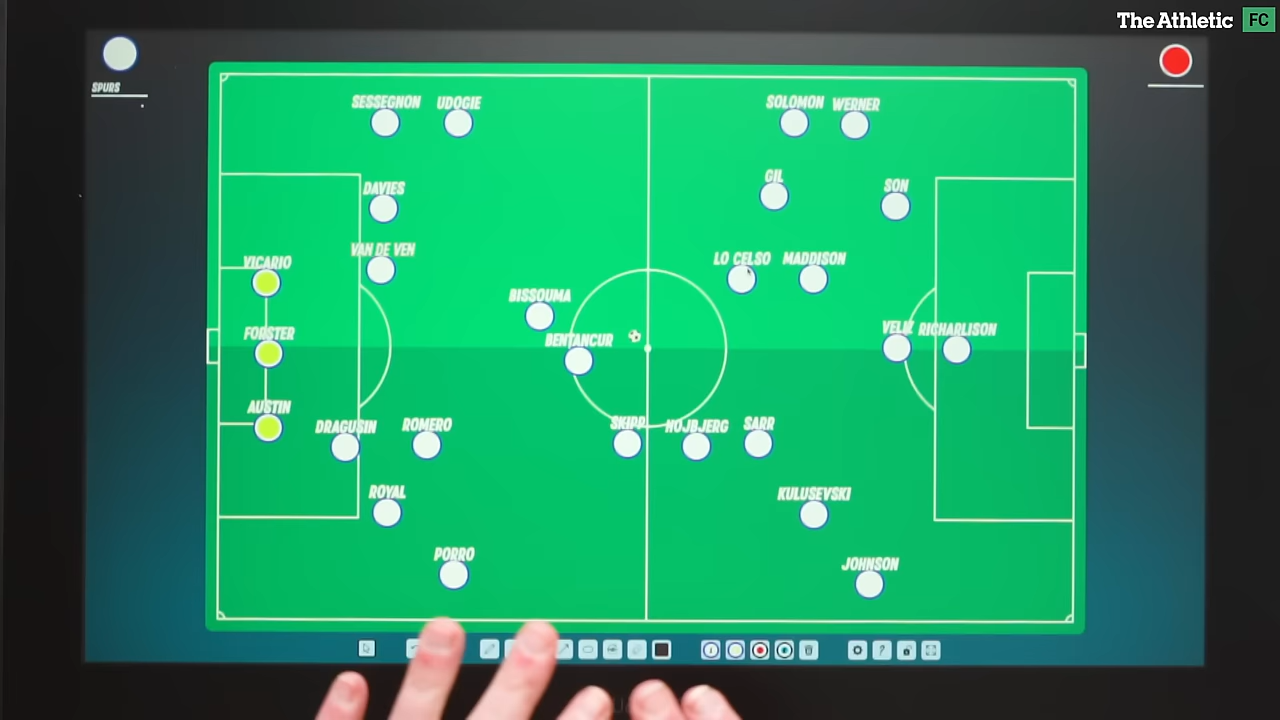 The Athletic FC
SPURS
SESSEGNON
UDOGIE
SOLOMON
WERNER
DAVIES
GIL
SON
VAN DE VEN
LO CELSO
MADDISON
VICARIO
BISSOUMA
FORSTER
BENTANCUR
VELIZ
RICHARLISON
AUSTIN
DRAGUSIN
ROMERO
SKIPP
HOJBJERG
SARR
ROYAL
KULUSEVSKI
PORRO
JOHNSON